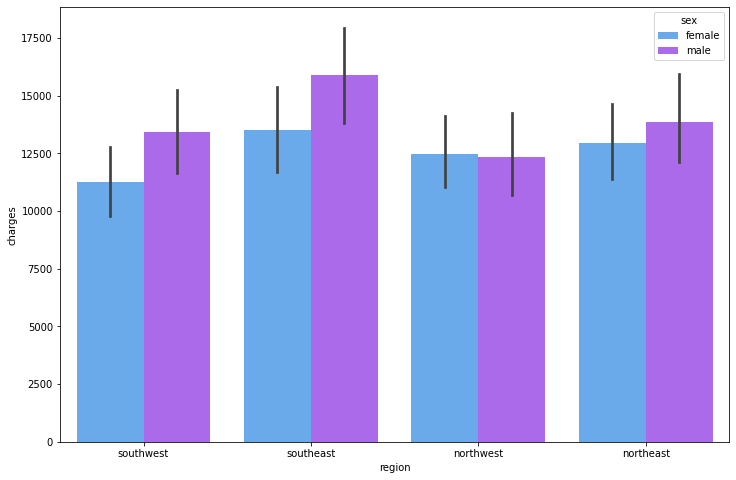 sex
female
male
17500
15000
12500
10000
7500
5000
2500
0
charges
southwest southeast northwest northeast
region